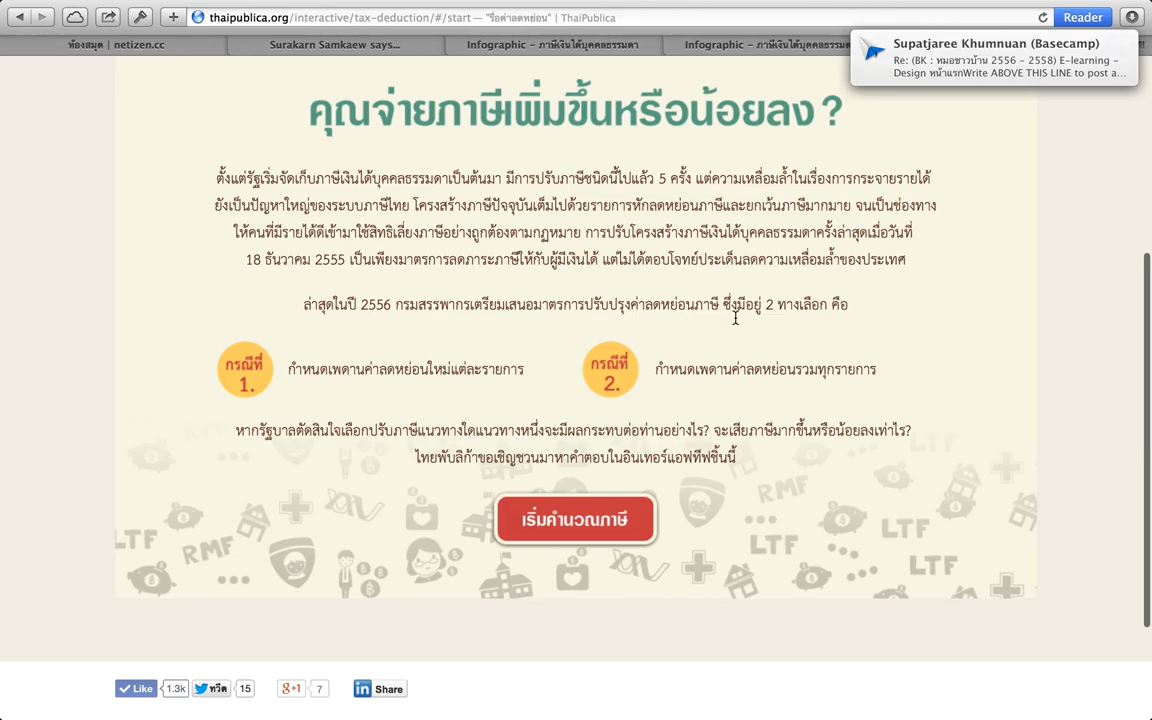 thaipublica.org/interactive/tax-deduction/#/start — "รื่อค่าลดหย่อน" | ThaiPublica
Reader
ห้องสมุด | netizen.cc
Surakarn Samkaew says...
Infographic - ภาษีเงินได้บุคคลธรรมดา
Infographic - ภาษีเงินได้บุคคลธรรมด
Supatjaree Khumnuan (Basecamp)
Re: (BK : หมอชาวบ้าน 2556 - 2558) E-learning -
Design หน้าแรกWrite ABOVE THIS LINE to post a...
คุณจ่ายภาษีเพิ่มขึ้นหรือน้อยลง ?
ตั้งแต่รัฐเริ่มจัดเก็บภาษีเงินได้บุคคลธรรมดาเป็นต้นมา มีการปรับภาษีชนิดนี้ไปแล้ว 5 ครั้ง แต่ความเหลื่อมล้ำในเรื่องการกระจายรายได้
ยังเป็นปัญหาใหญ่ของระบบภาษีไทย โครงสร้างภาษีปัจจุบันเต็มไปด้วยรายการหักลดหย่อนภาษีและยกเว้นภาษีมากมาย จนเป็นช่องทาง
ให้คนที่มีรายได้ดีเข้ามาใช้สิทธิเลี่ยงภาษีอย่างถูกต้องตามกฎหมาย การปรับโครงสร้างภาษีเงินได้บุคคลธรรมดาครั้งล่าสุดเมื่อวันที่
18 ธันวาคม 2555 เป็นเพียงมาตรการลดภาระภาษีให้กับผู้มีเงินได้ แต่ไม่ได้ตอบโจทย์ประเด็นลดความเหลื่อมล้ำของประเทศ
ล่าสุดในปี 2556 กรมสรรพากรเตรียมเสนอมาตรการปรับปรุงค่าลดหย่อนภาษี ซึ่งมีอยู่ 2 ทางเลือก คือ
กรณีที่
1.
กำหนดเพดานค่าลดหย่อนใหม่แต่ละรายการ
กรณีที่
2.
กำหนดเพดานค่าลดหย่อนรวมทุกรายการ
หากรัฐบาลตัดสินใจเลือกปรับภาษีแนวทางใดแนวทางหนึ่งจะมีผลกระทบต่อท่านอย่างไร? จะเสียภาษีมากขึ้นหรือน้อยลงเท่าไร?
ไทยพับลิก้าขอเชิญชวนมาหาคำตอบในอินเทอร์แอฟทีฟชิ้นนี้
เริ่มคำนวณภาษี
LTF
RMF
LTF
LTF
RMF
LTF
LTF
Like
1.3k
ทวีต
15
+1
7
in Share